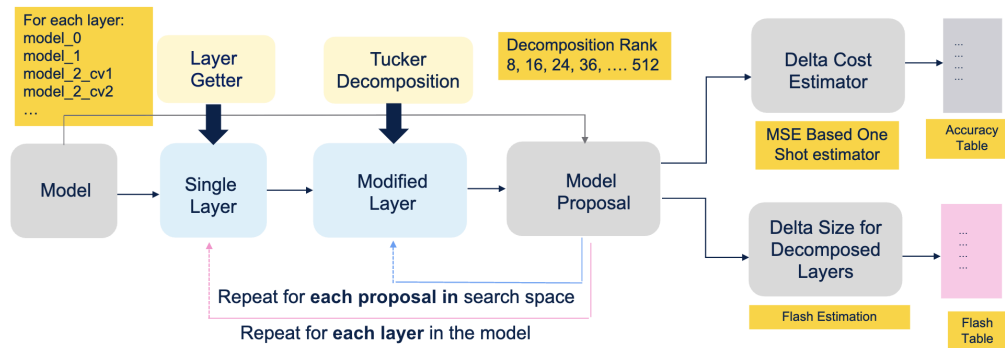 For each layer:
model_0
model_1
model_2_cv1
model_2_cv2
...
Layer
Getter
Tucker
Decomposition
Decomposition Rank
8, 16, 24, 36, .... 512
Model
Single
Layer
Modified
Layer
Model
Proposal
Delta Cost
Estimator
MSE Based One
Shot estimator
...
...
...
...
Accuracy
Table
Delta Size for
Decomposed
Layers
Flash Estimation
...
...
...
...
Flash
Table
Repeat for each proposal in search space
Repeat for each layer in the model